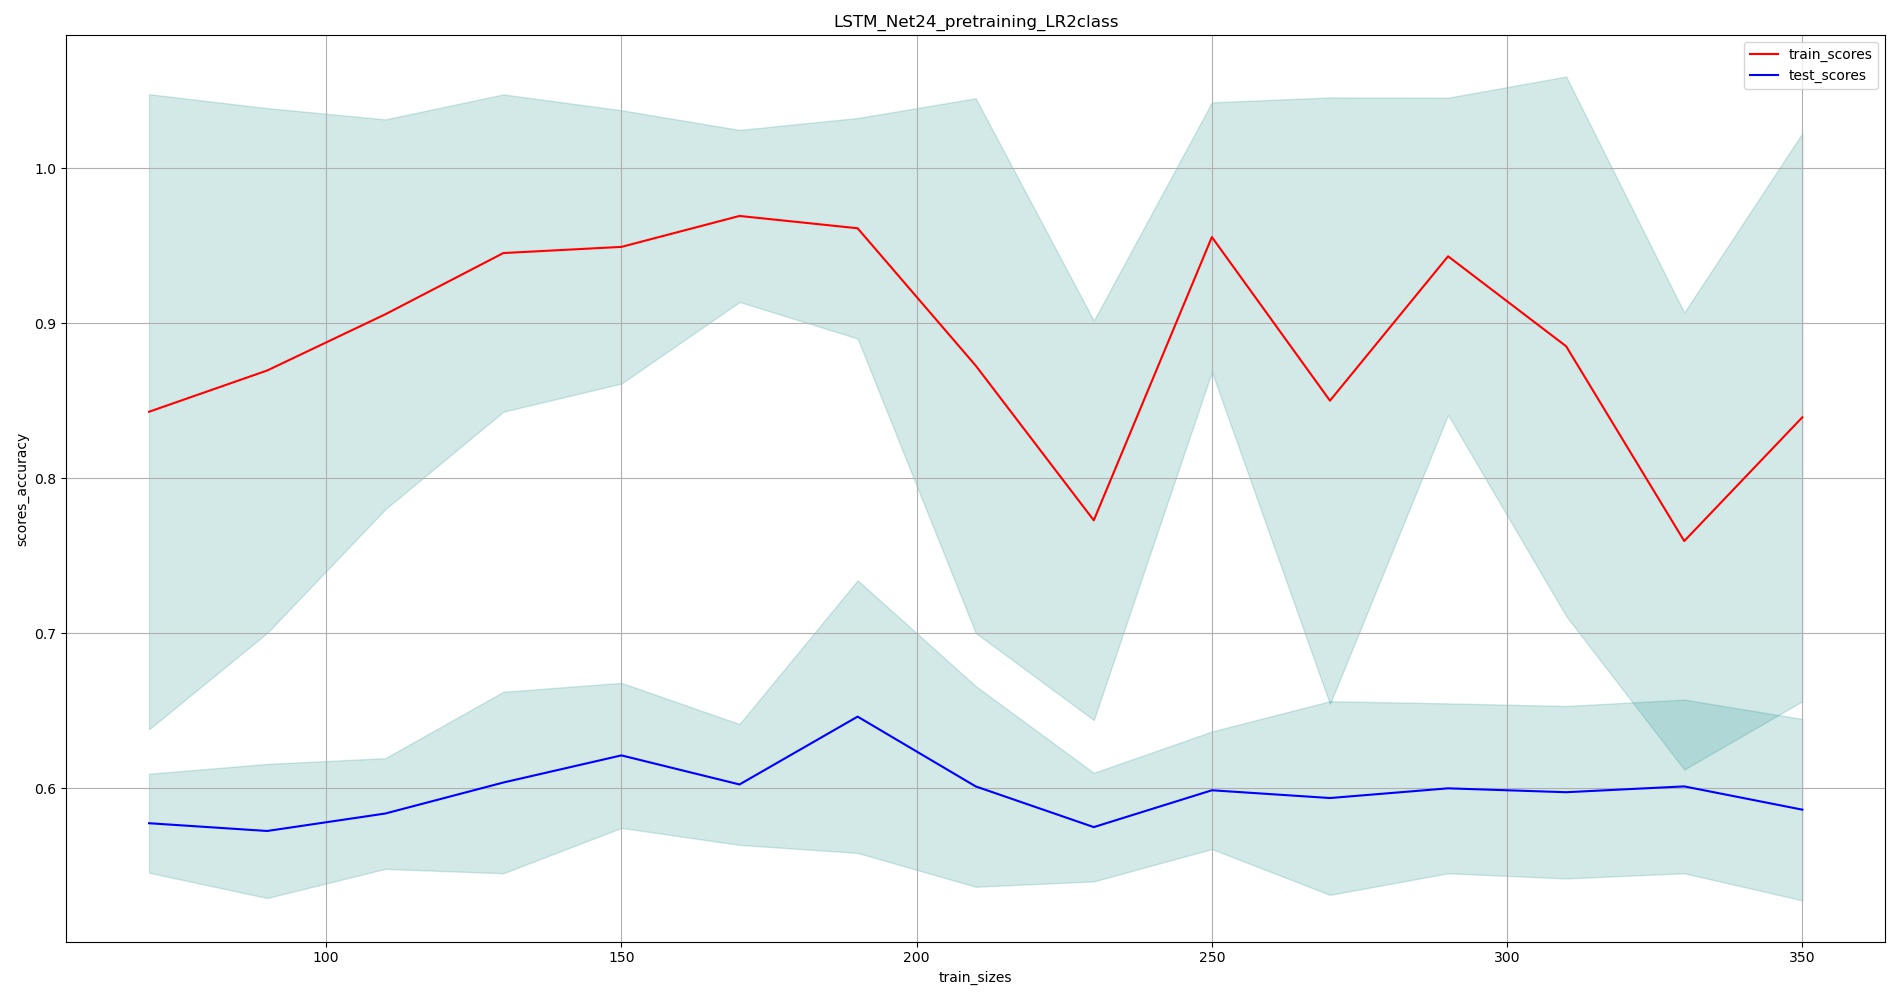 LSTM_Net24_pretraining_LR2class
train_scores
test_scores
scores_accuracy
1.0
0.9
0.8
0.7
0.6
100
150
200
250
300
350
train_sizes